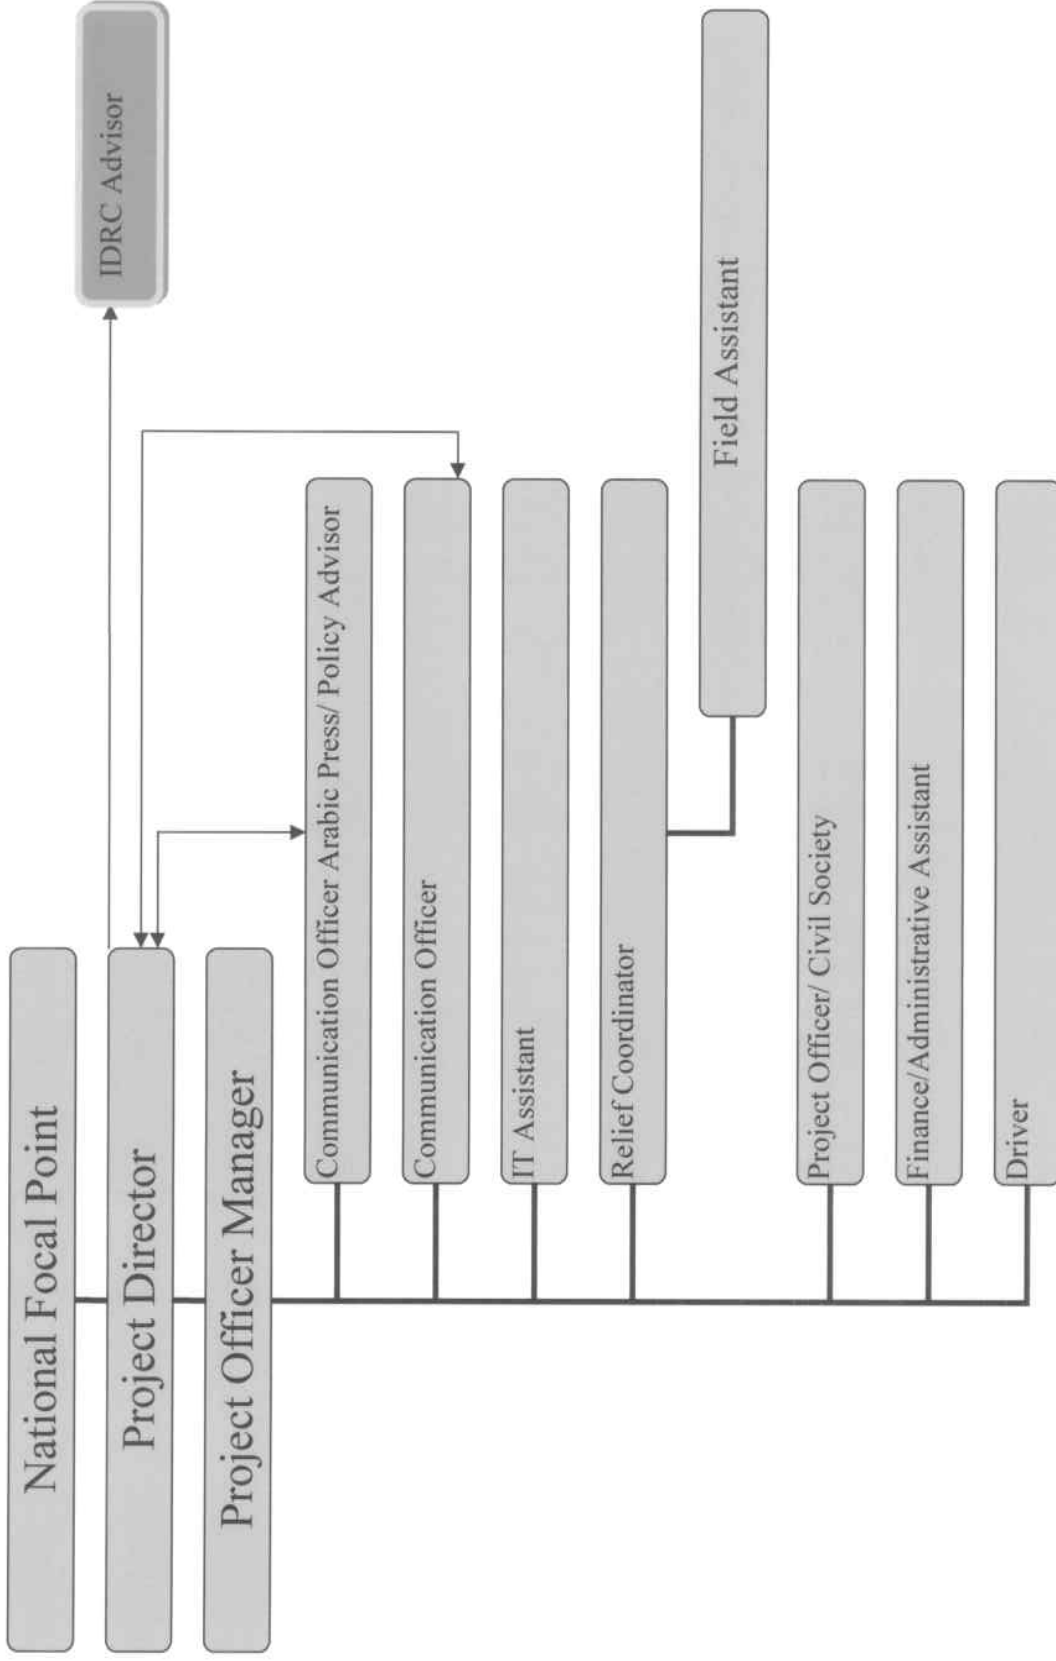 National Focal Point
IDRC Advisor
Project Director
Project Officer Manager
Communication Officer Arabic Press/ Policy Advisor
Communication Officer
IT Assistant
Relief Coordinator
Field Assistant
Project Officer/ Civil Society
Finance/Administrative Assistant
Driver